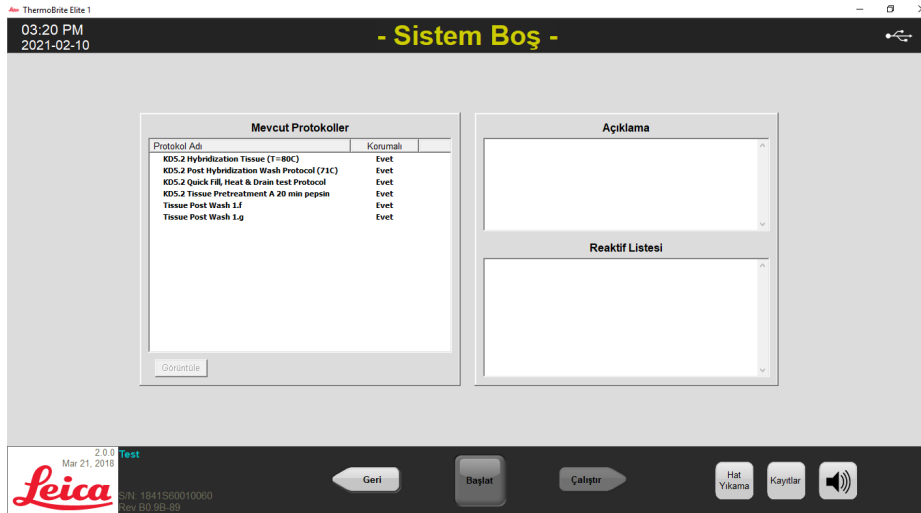 ThermoBrite Elite 1
03:20 PM
2021-02-10
- Sistem Boş -
Mevcut Protokoller
Protokol Adı Korumalı
KD5.2 Hybridization Tissue (T=80C) Evet
KD5.2 Post Hybridization Wash Protocol (71C) Evet
KD5.2 Quick Fill, Heat & Drain test Protocol Evet
KD5.2 Tissue Pretreatment A 20 min pepsin Evet
Tissue Post Wash 1.f Evet
Tissue Post Wash 1.g Evet
Görüntüle
Açıklama
Reaktif Listesi
2.0.0
Mar 21, 2018
Leica
Test
S/N: 1841S60010060
Rev B0.9B-89
Geri
Başlat
Çalıştır
Hat
Yıkama
Kayıtlar